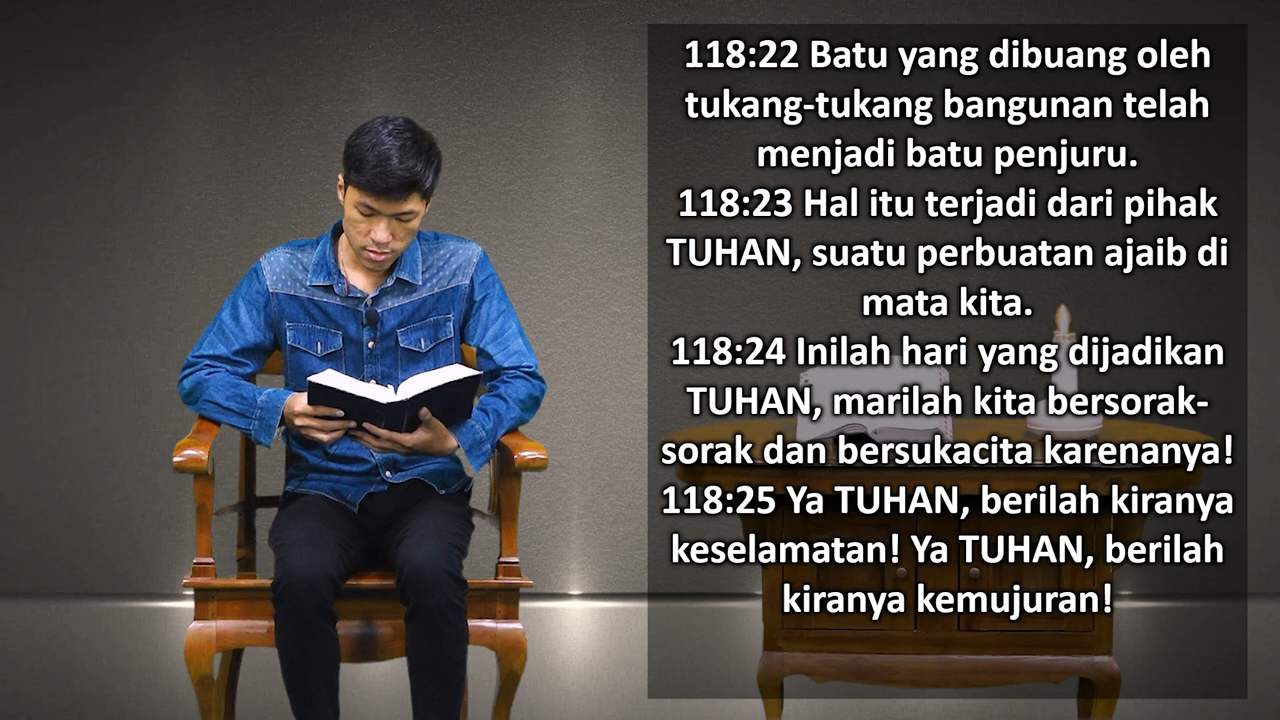 118:22 Batu yang dibuang oleh
tukang-tukang bangunan telah
menjadi batu penjuru.
118:23 Hal itu terjadi dari pihak
TUHAN, suatu perbuatan ajaib di
mata kita.
118:24 Inilah hari yang dijadikan
TUHAN, marilah kita bersorak-
sorak dan bersukacita karenanya!
118:25 Ya TUHAN, berilah kiranya
keselamatan! Ya TUHAN, berilah
kiranya kemujuran!